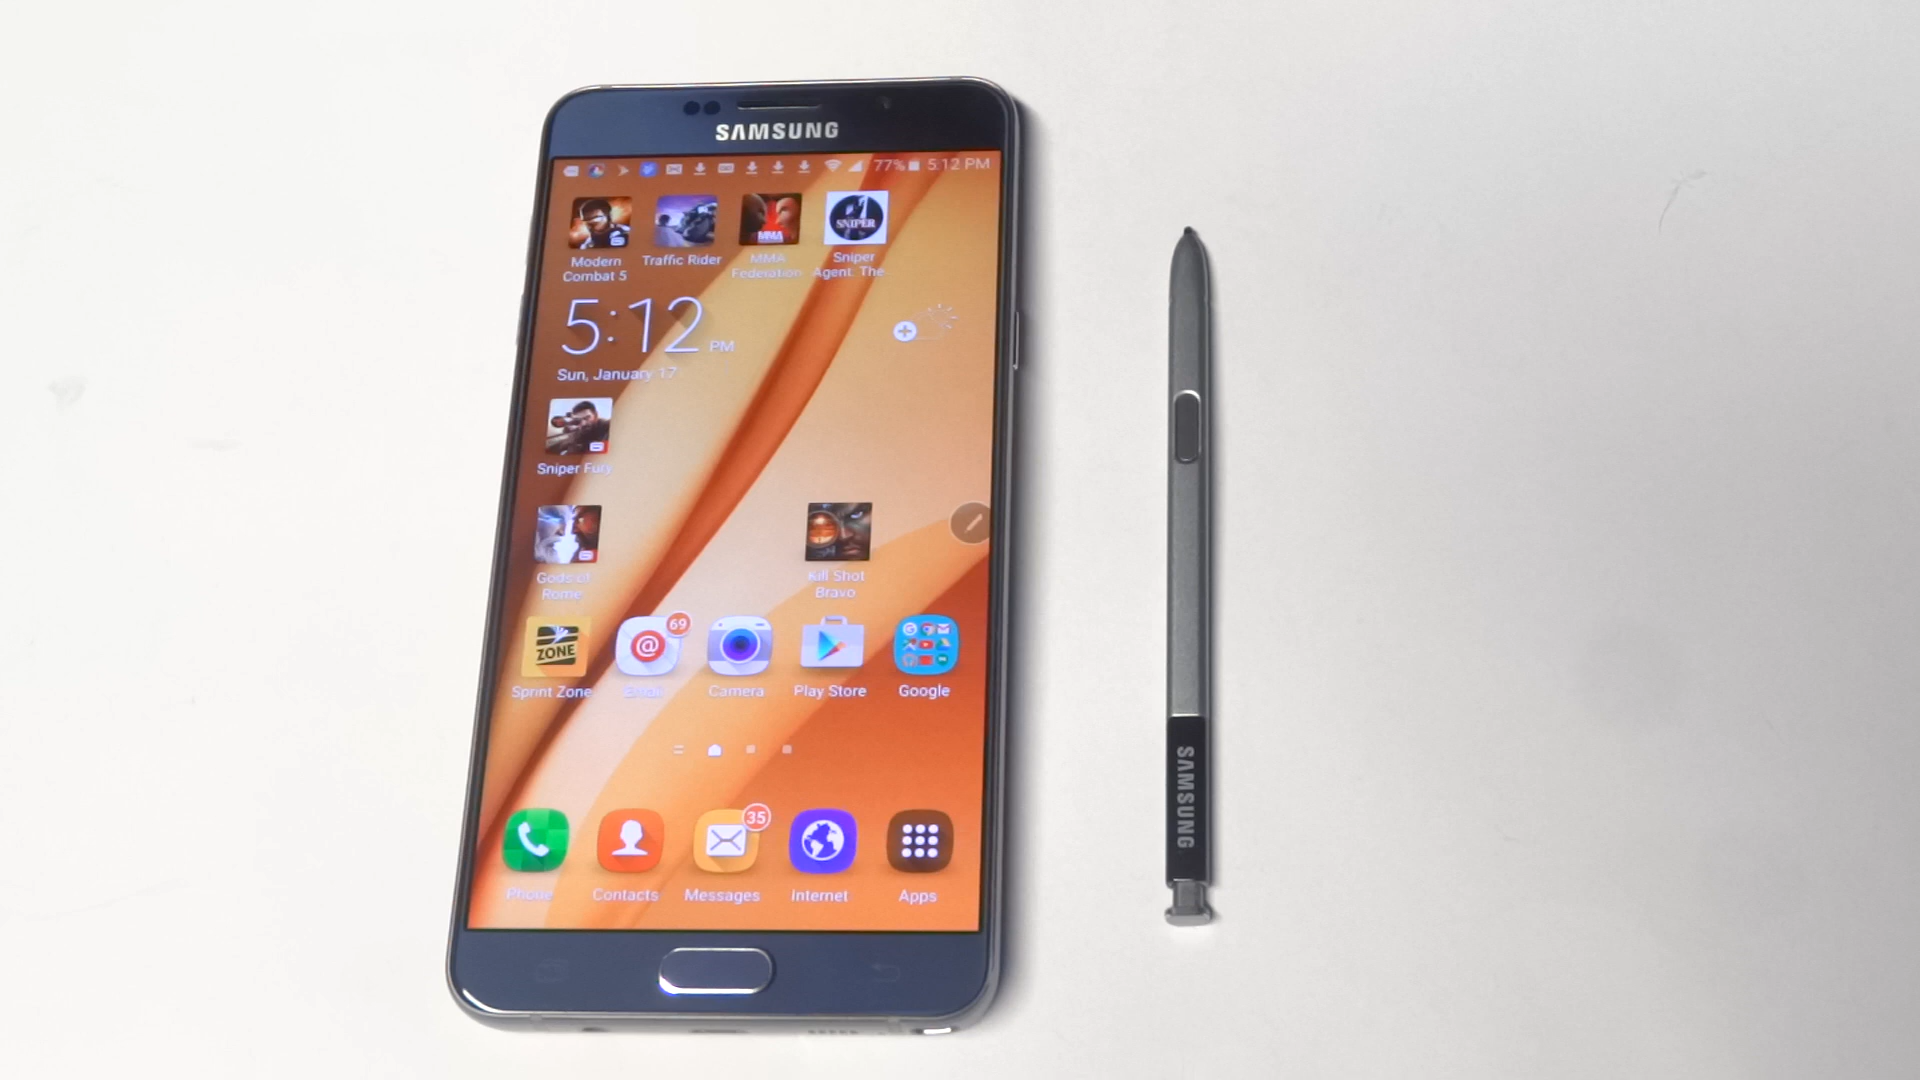 SAMSUNG
77% 5:12 PM
SNIPER
MMA
Modern
Combat 5
Traffic Rider
MMA
Federation
Sniper
Agent. The
5:12 PM
Sun, January 17
Sniper Fury
Gods of
Rome
Kill Shot
Bravo
ZONE
@
69
Sprint Zone
Email
Camera
Play Store
Google
35
Phone
Contacts
Messages
Internet
Apps
SAMSUNG